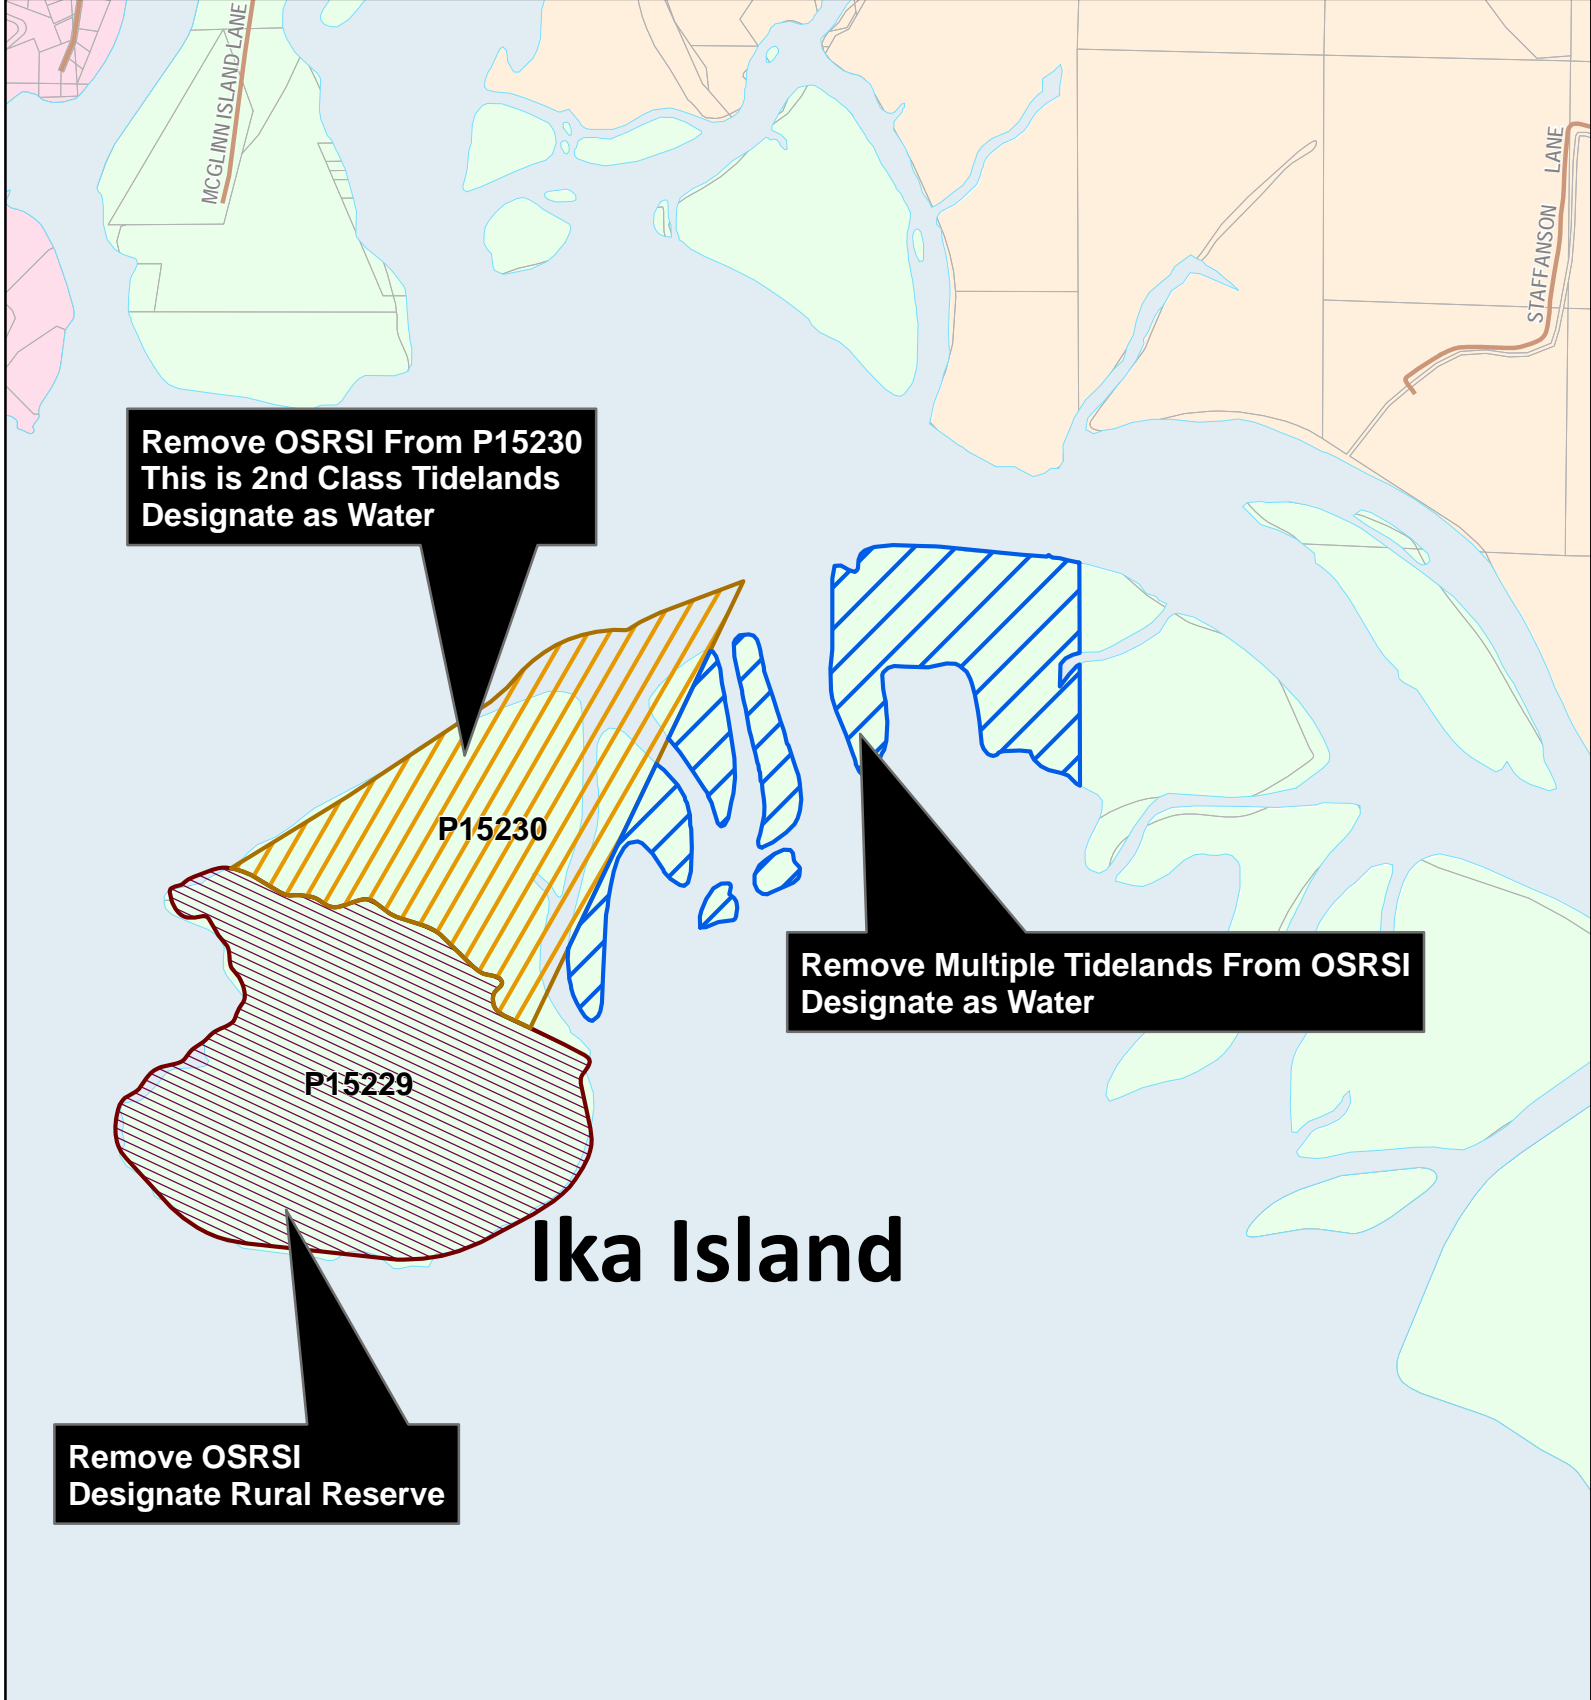 MCGLINN ISLAND LANE
STAFFANSON LANE
Remove OSRSI From P15230
This is 2nd Class Tidelands
Designate as Water
P15230
Remove Multiple Tidelands From OSRSI
Designate as Water
P15229
Ika Island
Remove OSRSI
Designate Rural Reserve